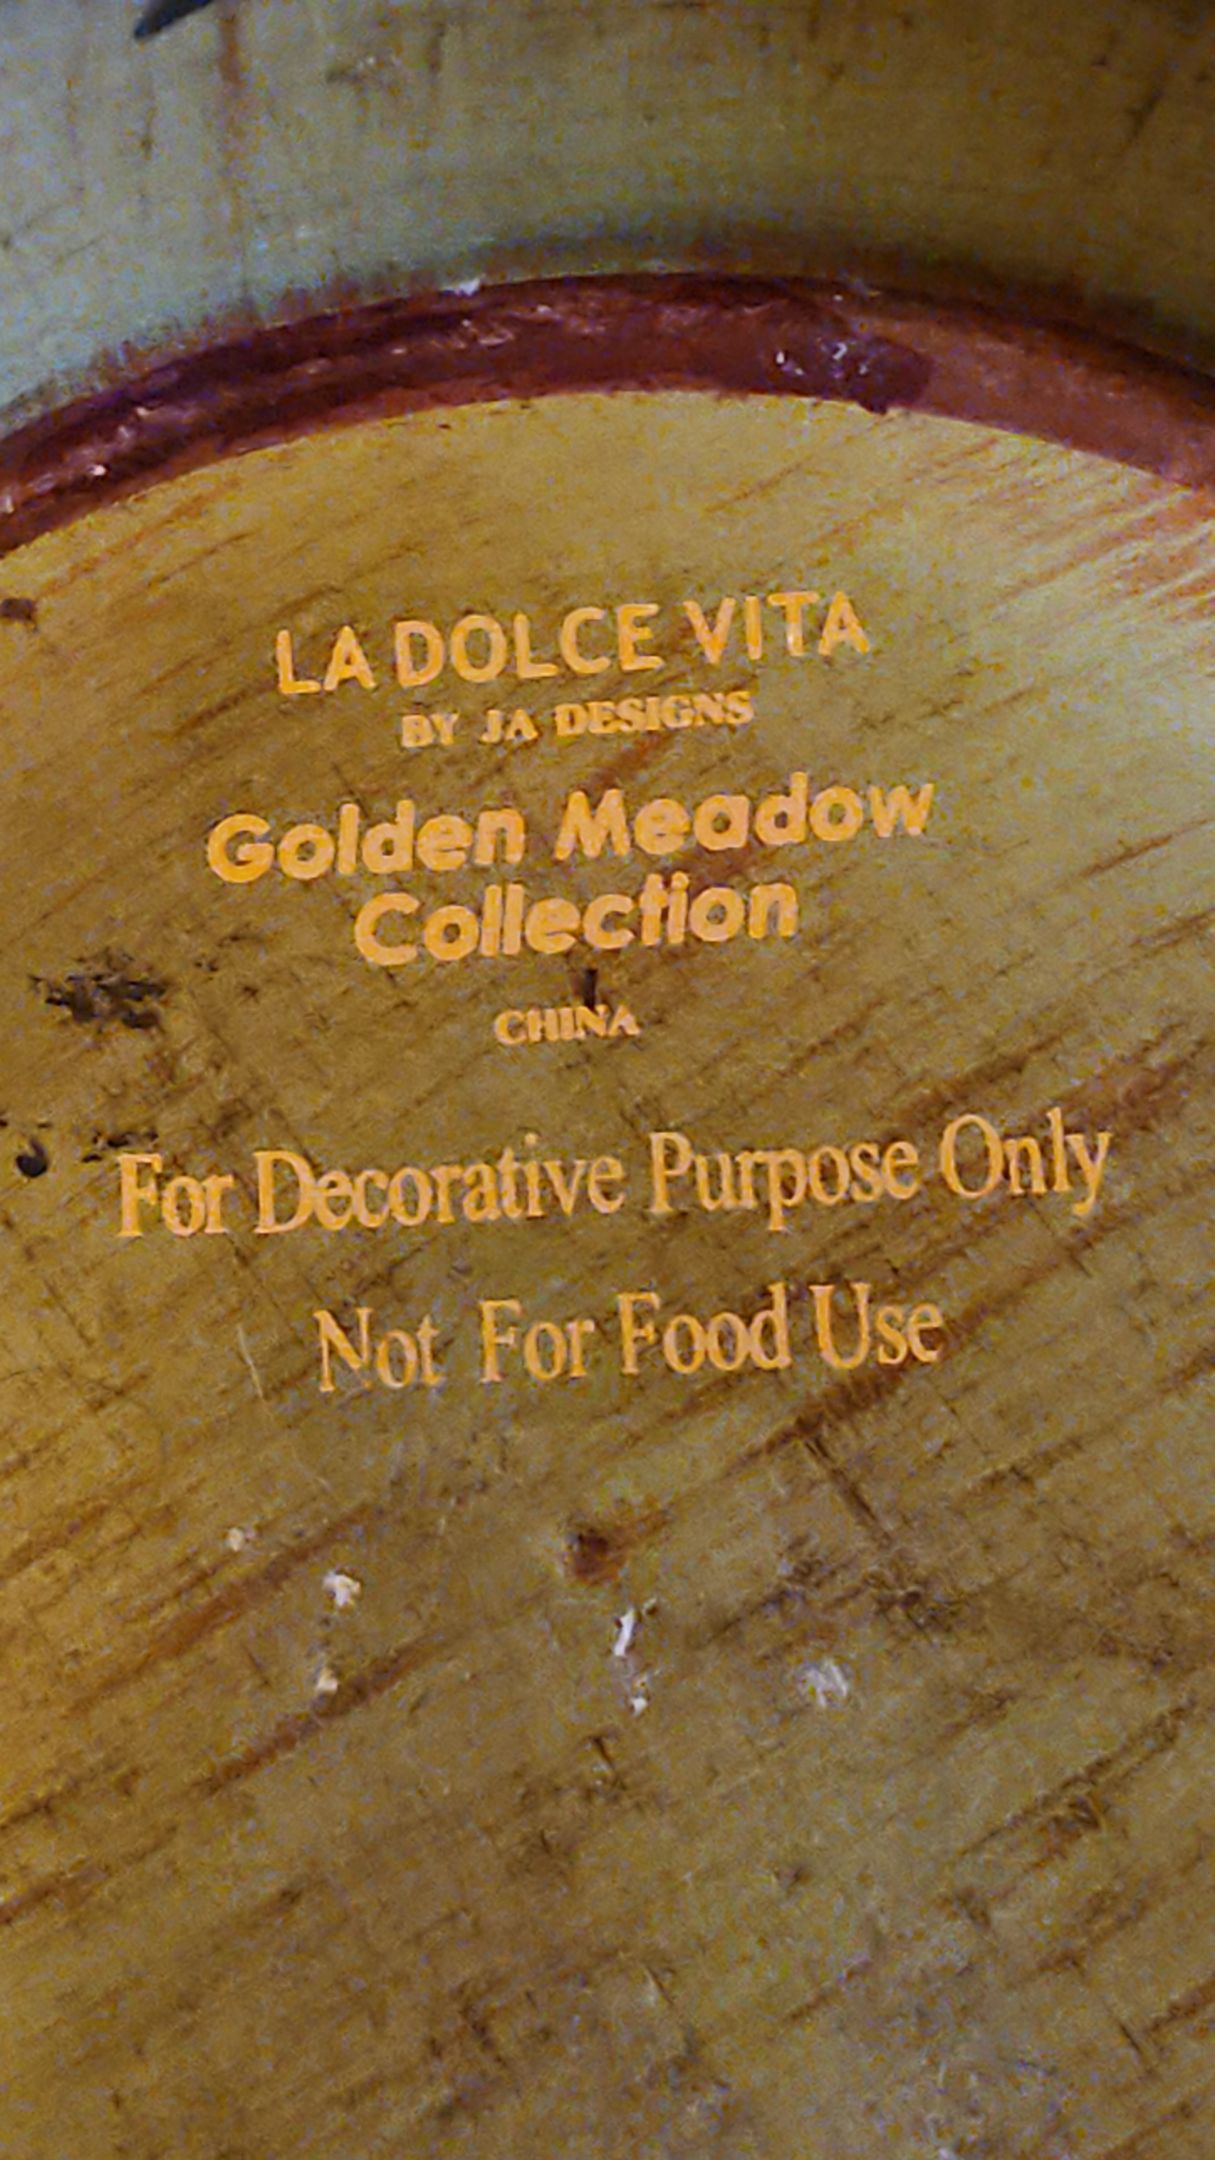 LA DOLCE VITA
BY JA DESIGNS
Golden Meadow
Collection
CHINA
For Decorative Purpose Only
Not For Food Use